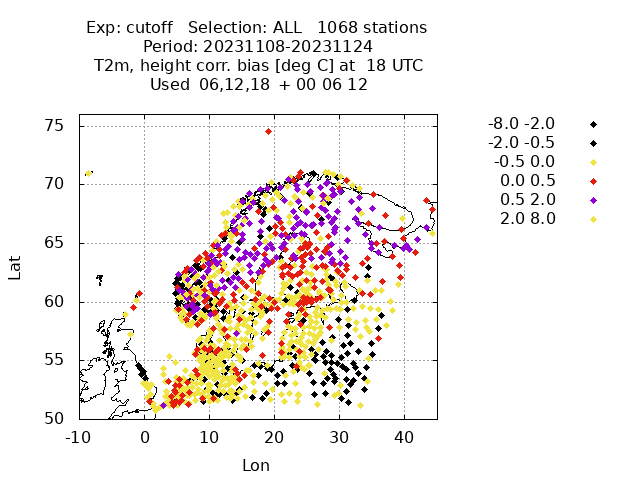 Exp: cutoff Selection: ALL 1068 stations
Period: 20231108-20231124
T2m, height corr. bias [deg C] at 18 UTC
Used 06,12,18 + 00 06 12
-8.0 -2.0
-2.0 -0.5
-0.5 0.0
0.0 0.5
0.5 2.0
2.0 8.0
75
70
65
60
55
50
Lat
-10 0 10 20 30 40
Lon